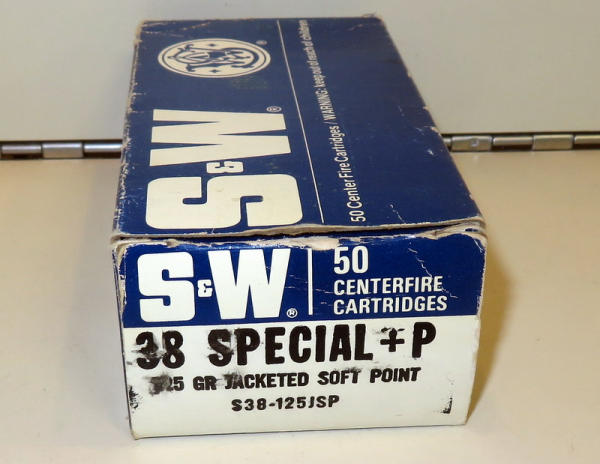 S&W®
50 Center Fire Cartridges / WARNING: keep out of reach of children
S&W®
50
CENTERFIRE
CARTRIDGES
38 SPECIAL + P
125 GR JACKETED SOFT POINT
S38-125JSP